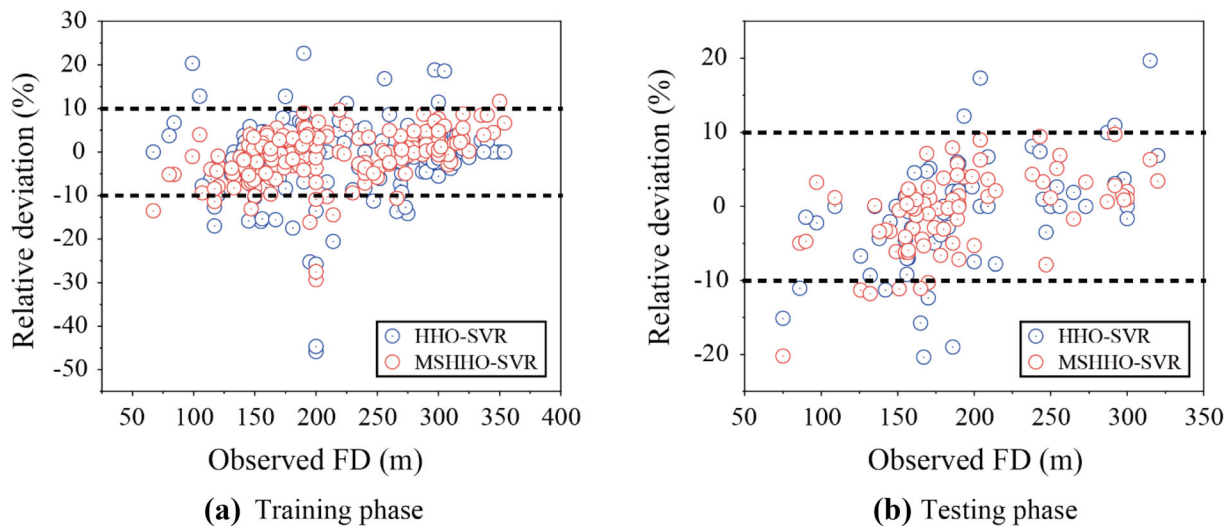 30
20
10
0
-10
-20
-30
-40
-50
Relative deviation (%)
HHO-SVR
MSHHO-SVR
50 100 150 200 250 300 350 400
Observed FD (m)
(a) Training phase
20
10
0
-10
-20
Relative deviation (%)
HHO-SVR
MSHHO-SVR
50 100 150 200 250 300 350
Observed FD (m)
(b) Testing phase